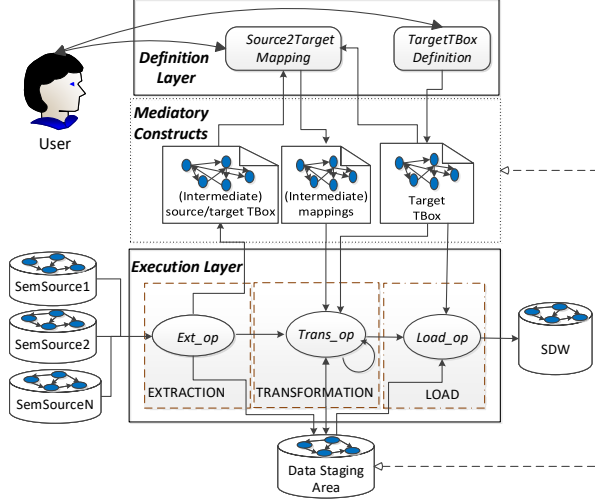 Definition
Layer
Source2Target
Mapping
TargetTBox
Definition
User
Mediatory
Constructs
(Intermediate)
source/target TBox
(Intermediate)
mappings
Target
TBox
Execution Layer
SemSource1
SemSource2
SemSourceN
Ext_op
Trans_op
Load_op
EXTRACTION
TRANSFORMATION
LOAD
SDW
Data Staging
Area